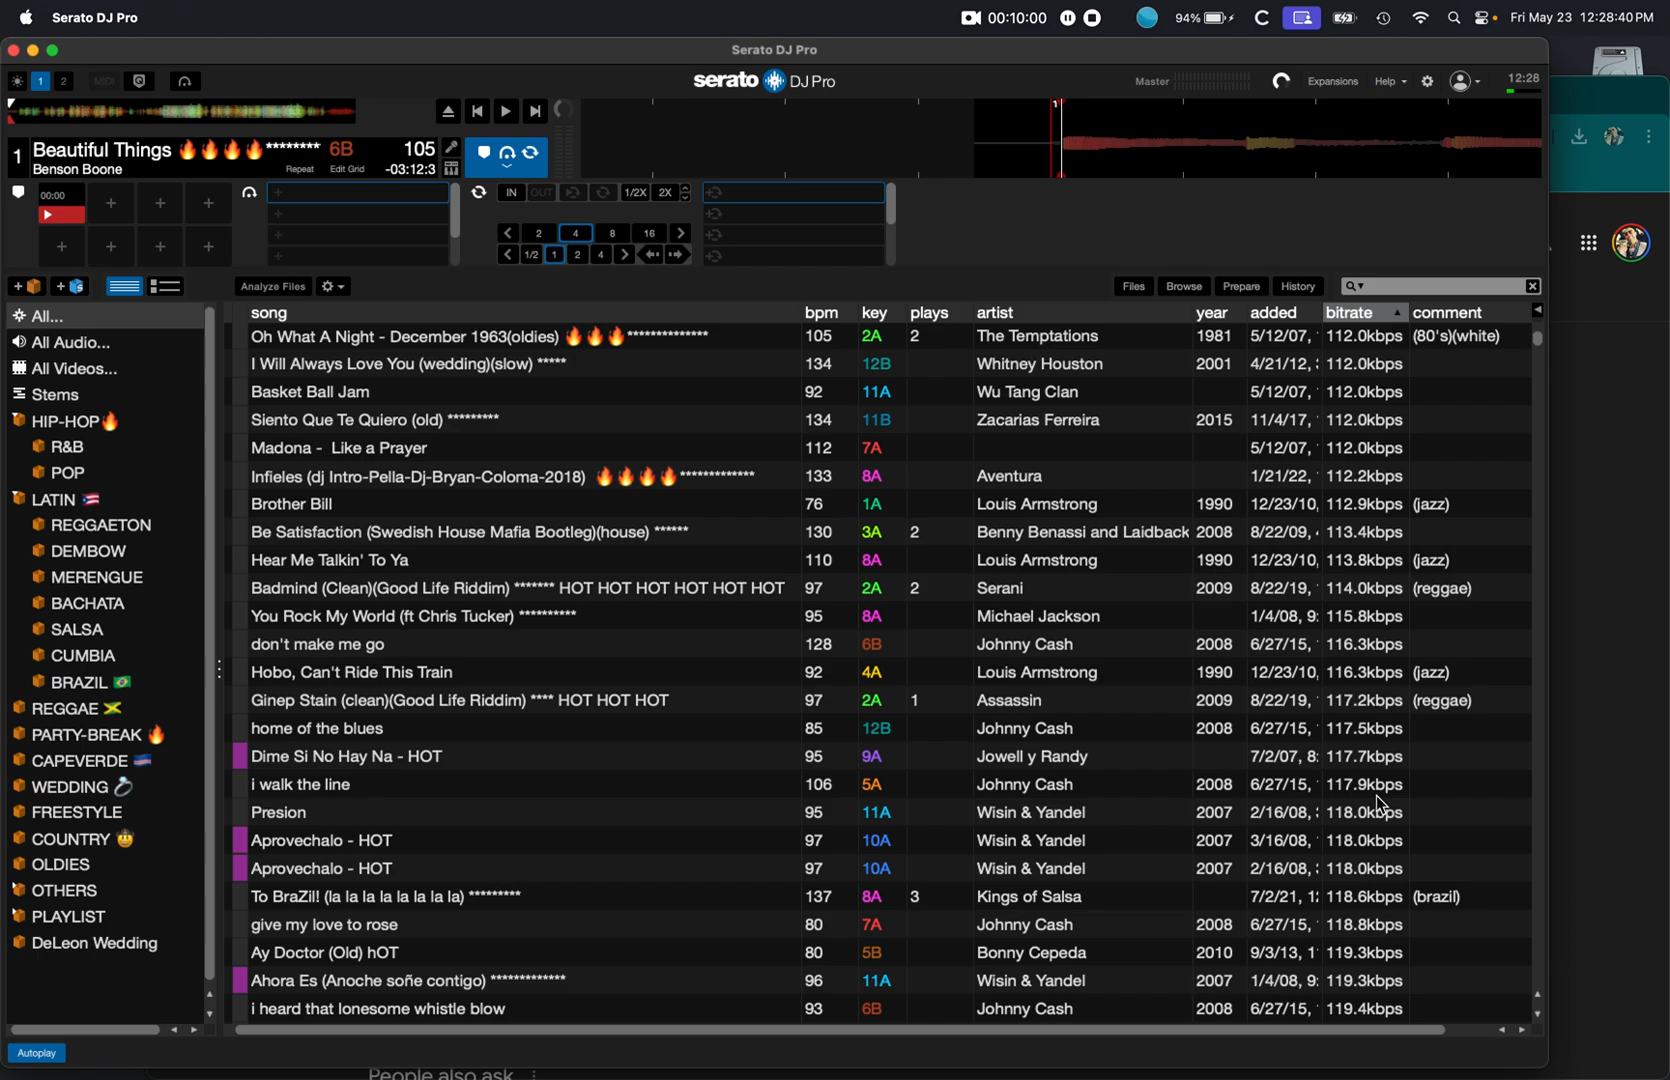 Serato DJ Pro
00:10:00
94%
Fri May 23 12:28:40 PM
Serato DJ Pro
1 2 MIDI
serato DJ Pro
Master Expansions Help 12:28
1 Beautiful Things 🔥🔥🔥🔥******** 6B 105
Benson Boone Repeat Edit Grid -03:12:3
00:00 IN OUT 1/2X 2X
2 4 8 16
1/2 1 2 4
Analyze Files Files Browse Prepare History
All...
All Audio...
All Videos...
Stems
HIP-HOP🔥
R&B
POP
LATIN 🇵🇷
REGGAETON
DEMBOW
MERENGUE
BACHATA
SALSA
CUMBIA
BRAZIL 🇧🇷
REGGAE 🇯🇲
PARTY-BREAK 🔥
CAPEVERDE 🇨🇻
WEDDING 💍
FREESTYLE
COUNTRY 🤠
OLDIES
OTHERS
PLAYLIST
DeLeon Wedding
song bpm key plays artist year added bitrate comment
Oh What A Night - December 1963(oldies) 🔥🔥🔥************** 105 2A 2 The Temptations 1981 5/12/07, 112.0kbps (80's)(white)
I Will Always Love You (wedding)(slow) ***** 134 12B Whitney Houston 2001 4/21/12, 112.0kbps
Basket Ball Jam 92 11A Wu Tang Clan 5/12/07, 112.0kbps
Siento Que Te Quiero (old) ********* 134 11B Zacarias Ferreira 2015 11/4/17, 112.0kbps
Madona - Like a Prayer 112 7A 5/12/07, 112.0kbps
Infieles (dj Intro-Pella-Dj-Bryan-Coloma-2018) 🔥🔥🔥🔥************* 133 8A Aventura 1/21/22, 112.2kbps
Brother Bill 76 1A Louis Armstrong 1990 12/23/10, 112.9kbps (jazz)
Be Satisfaction (Swedish House Mafia Bootleg)(house) ****** 130 3A 2 Benny Benassi and Laidback 2008 8/22/09, 113.4kbps
Hear Me Talkin' To Ya 110 8A Louis Armstrong 1990 12/23/10, 113.8kbps (jazz)
Badmind (Clean)(Good Life Riddim) ******* HOT HOT HOT HOT HOT HOT 97 2A 2 Serani 2009 8/22/19, 114.0kbps (reggae)
You Rock My World (ft Chris Tucker) ********** 95 8A Michael Jackson 1/4/08, 9: 115.8kbps
don't make me go 128 6B Johnny Cash 2008 6/27/15, 116.3kbps
Hobo, Can't Ride This Train 92 4A Louis Armstrong 1990 12/23/10, 116.3kbps (jazz)
Ginep Stain (clean)(Good Life Riddim) **** HOT HOT HOT 97 2A 1 Assassin 2009 8/22/19, 117.2kbps (reggae)
home of the blues 85 12B Johnny Cash 2008 6/27/15, 117.5kbps
Dime Si No Hay Na - HOT 95 9A Jowell y Randy 7/2/07, 8: 117.7kbps
i walk the line 106 5A Johnny Cash 2008 6/27/15, 117.9kbps
Presion 95 11A Wisin & Yandel 2007 2/16/08, 118.0kbps
Aprovechalo - HOT 97 10A Wisin & Yandel 2007 3/16/08, 118.0kbps
Aprovechalo - HOT 97 10A Wisin & Yandel 2007 2/16/08, 118.0kbps
To BraZil! (la la la la la la la la) ********* 137 8A 3 Kings of Salsa 7/2/21, 118.6kbps (brazil)
give my love to rose 80 7A Johnny Cash 2008 6/27/15, 118.8kbps
Ay Doctor (Old) hOT 80 5B Bonny Cepeda 2010 9/3/13, 119.3kbps
Ahora Es (Anoche soñe contigo) ************* 96 11A Wisin & Yandel 2007 1/4/08, 9: 119.3kbps
i heard that lonesome whistle blow 93 6B Johnny Cash 2008 6/27/15, 119.4kbps
Autoplay
People also ask